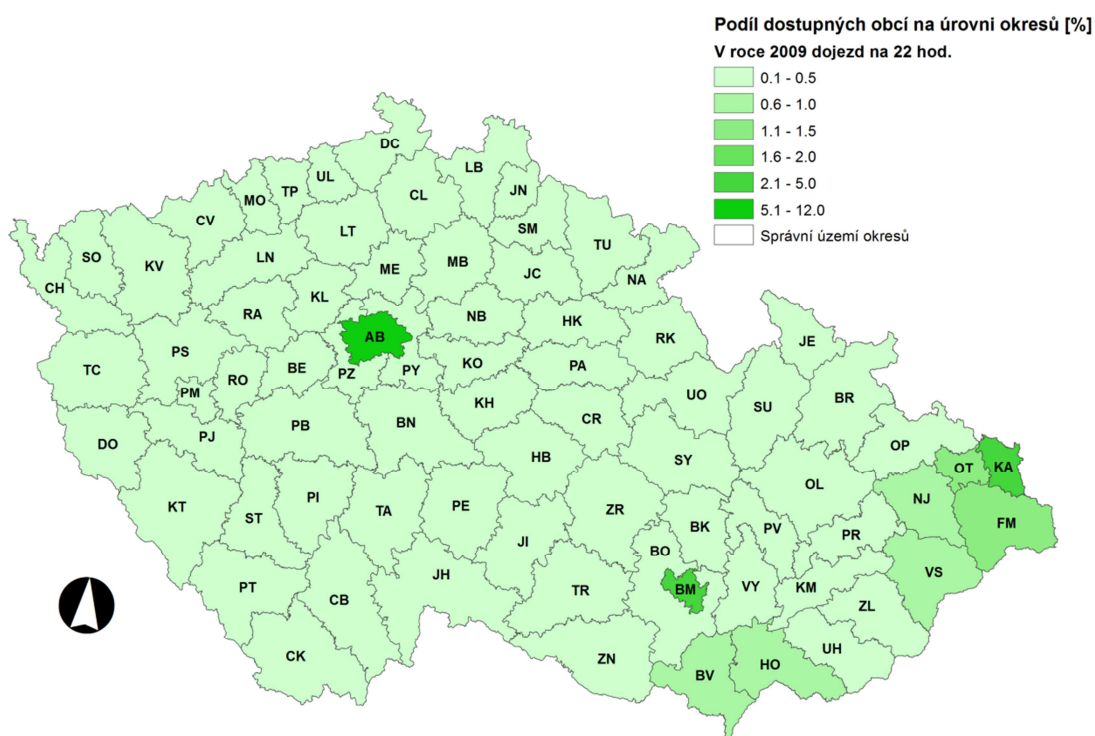 Podíl dostupných obcí na úrovni okresů [%]
V roce 2009 dojezd na 22 hod.
0.1 - 0.5
0.6 - 1.0
1.1 - 1.5
1.6 - 2.0
2.1 - 5.0
5.1 - 12.0
Správní území okresů
DC
UL
LB
TP
JN
MO
CL
CV
LT
SM
TU
SO
LN
KV
ME
MB
JC
NA
CH
KL
RA
NB
HK
AB
RK
JE
PS
KO
PA
TC
BE
PZ
PY
RO
PM
UO
BR
KH
SU
CR
PB
BN
PJ
DO
OP
HB
SY
OT
KA
OL
KT
PI
NJ
ST
TA
PE
ZR
FM
BK
PV
PR
JI
BO
VS
JH
PT
TR
BM
VY
KM
CB
ZL
CK
ZN
UH
HO
BV